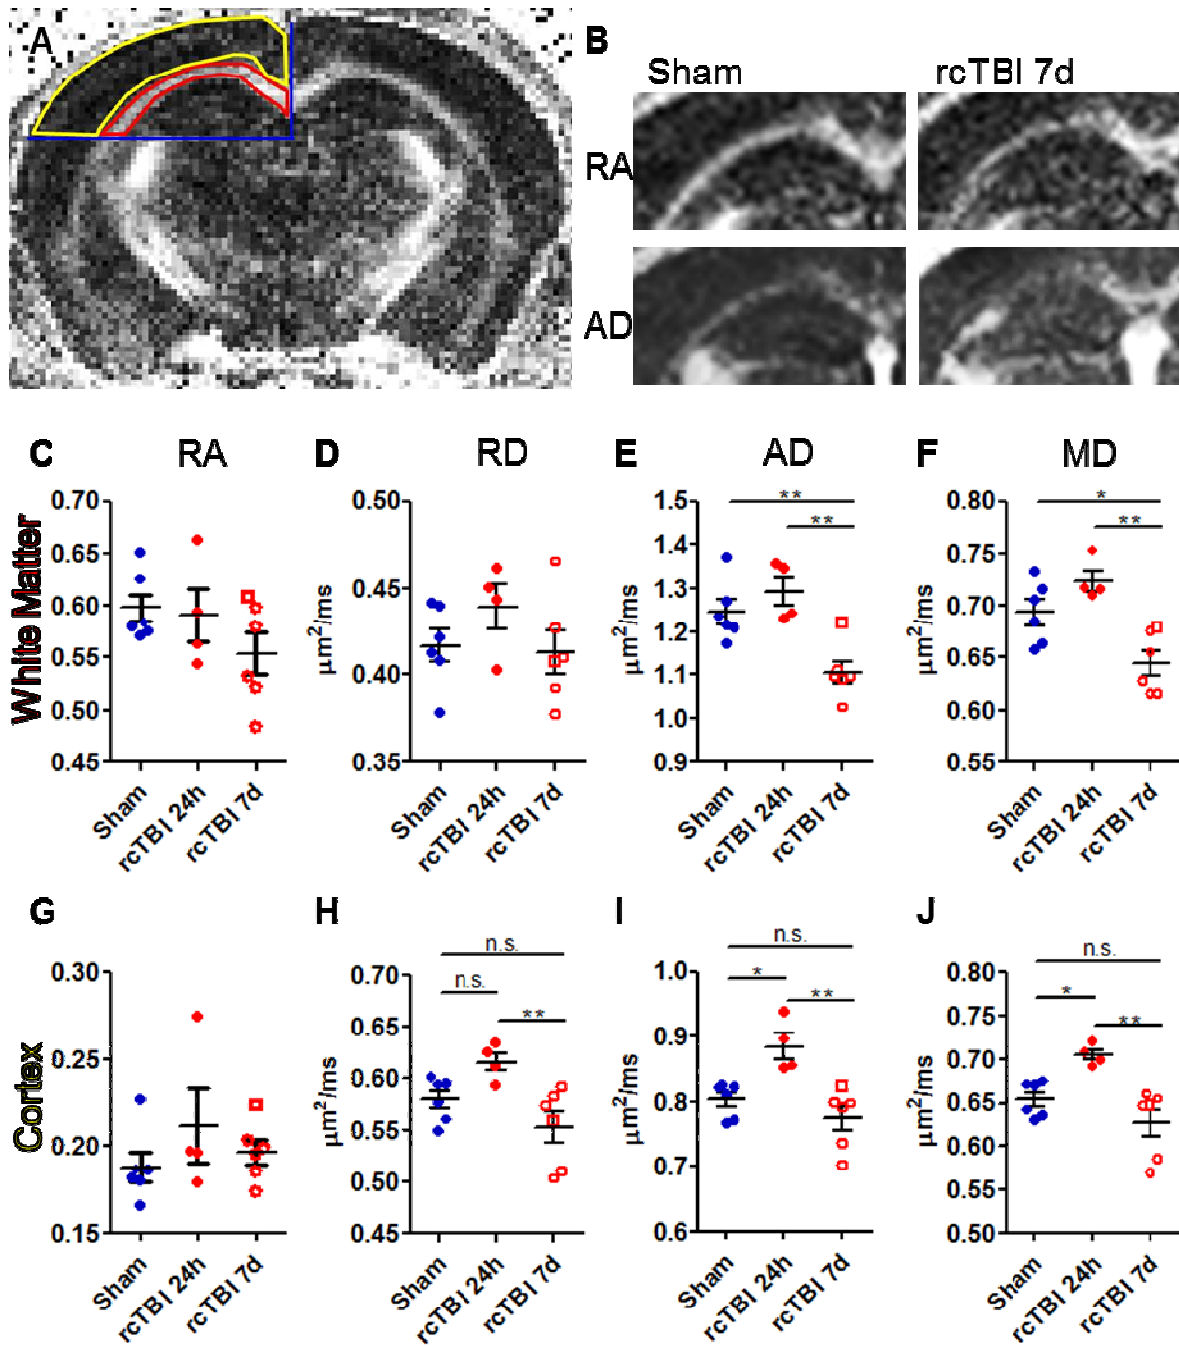 A
B
Sham
rcTBI 7d
RA
AD
C
RA
D
RD
E
AD
F
MD
White Matter
0.70
0.65
0.60
0.55
0.50
0.45
Sham
rcTBI 24h
rcTBI 7d
μm²/ms
0.50
0.45
0.40
0.35
Sham
rcTBI 24h
rcTBI 7d
μm²/ms
1.5
1.4
1.3
1.2
1.1
1.0
0.9
**
**
Sham
rcTBI 24h
rcTBI 7d
μm²/ms
0.80
0.75
0.70
0.65
0.60
0.55
*
**
Sham
rcTBI 24h
rcTBI 7d
G
H
I
J
Cortex
0.30
0.25
0.20
0.15
Sham
rcTBI 24h
rcTBI 7d
μm²/ms
0.70
0.65
0.60
0.55
0.50
0.45
n.s.
n.s.
**
Sham
rcTBI 24h
rcTBI 7d
μm²/ms
1.0
0.9
0.8
0.7
0.6
n.s.
*
**
Sham
rcTBI 24h
rcTBI 7d
μm²/ms
0.80
0.75
0.70
0.65
0.60
0.55
0.50
n.s.
*
**
Sham
rcTBI 24h
rcTBI 7d